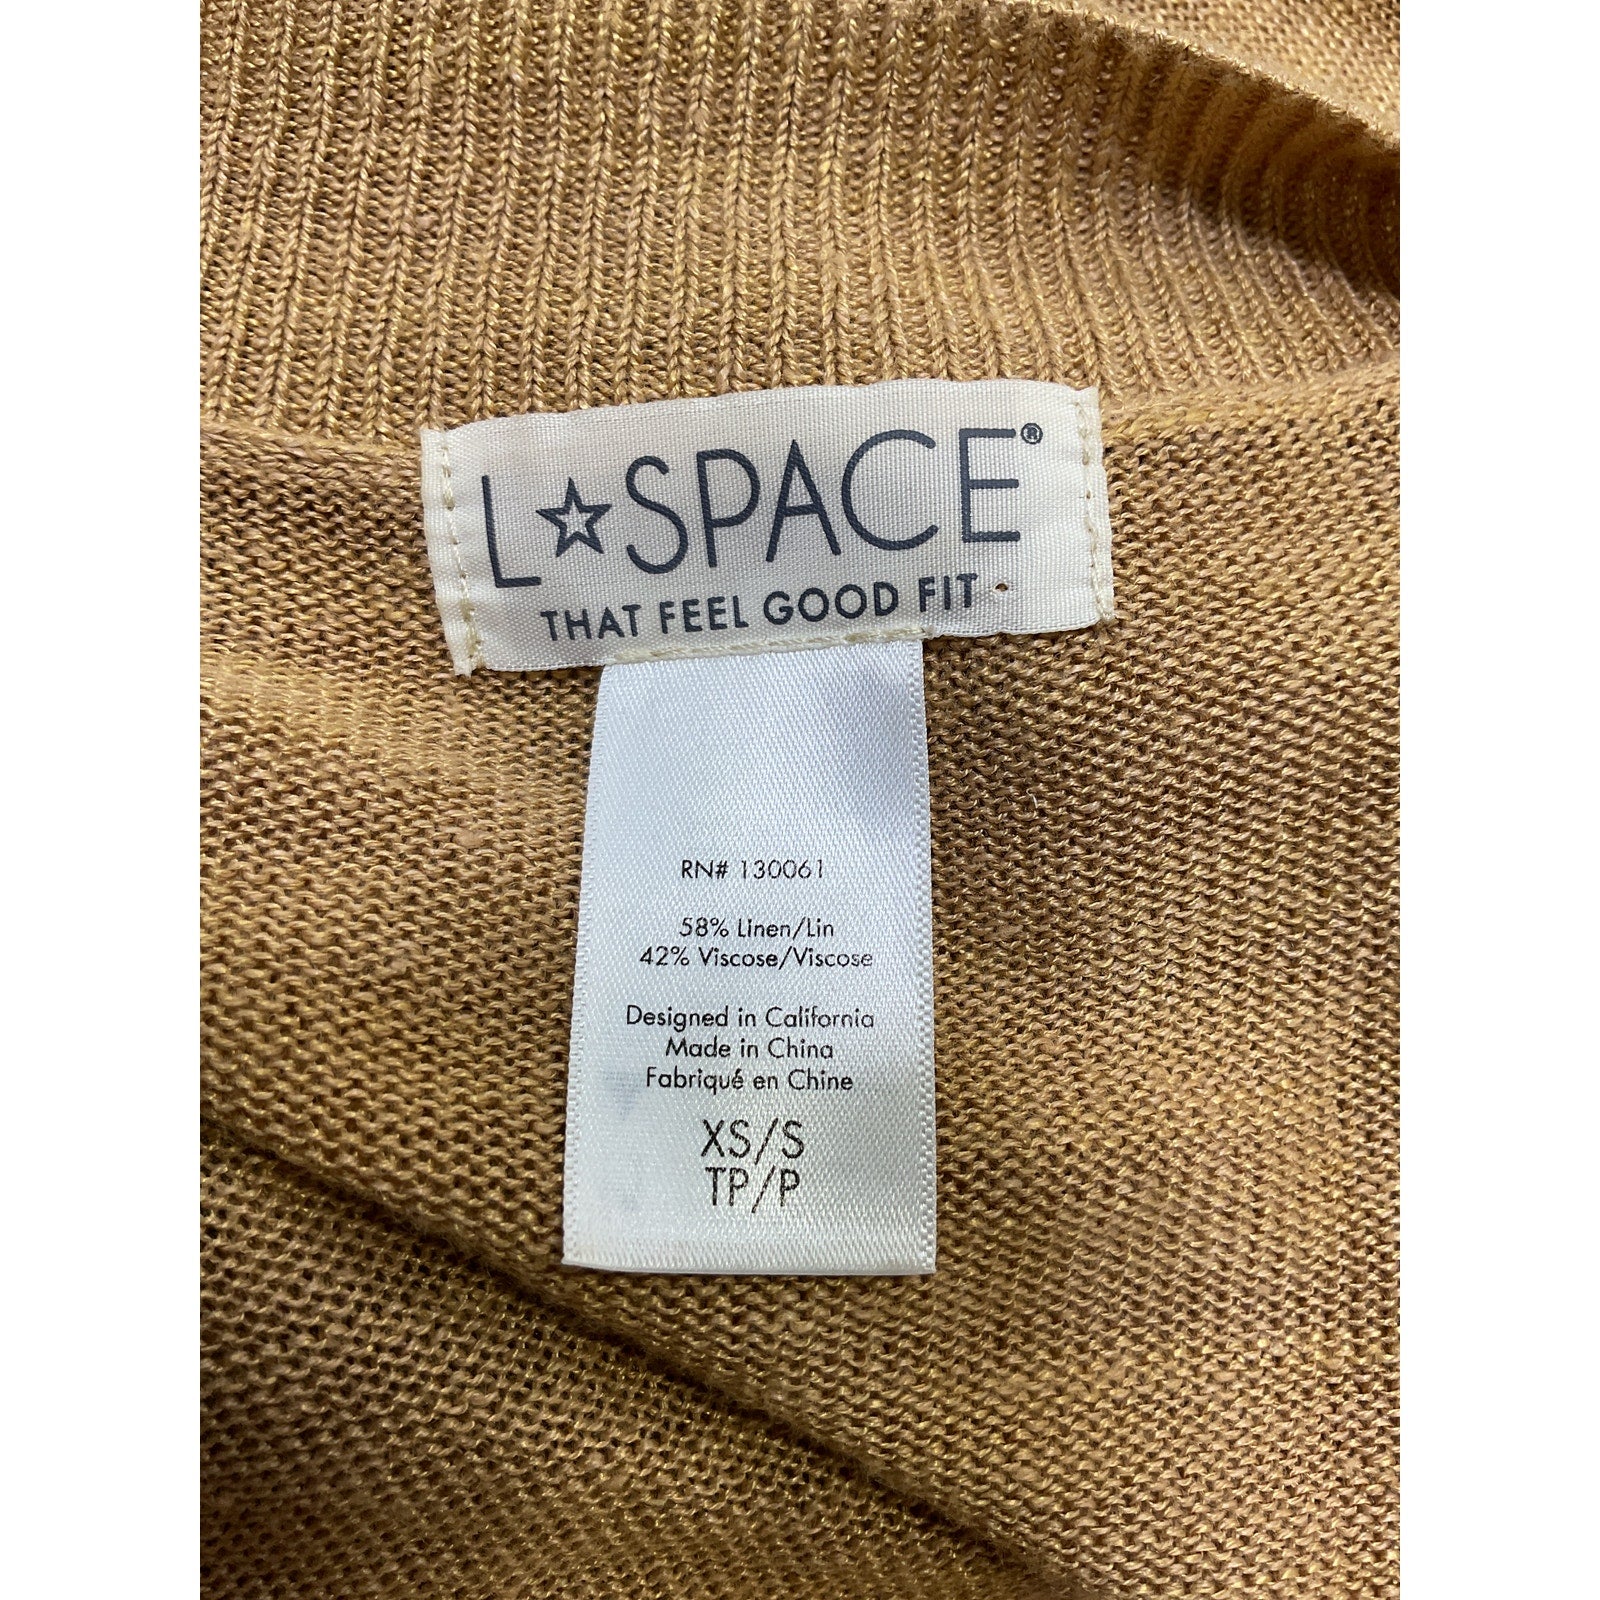 L☆SPACE®
THAT FEEL GOOD FIT
RN# 130061
58% Linen/Lin
42% Viscose/Viscose
Designed in California
Made in China
Fabriqué en Chine
XS/S
TP/P